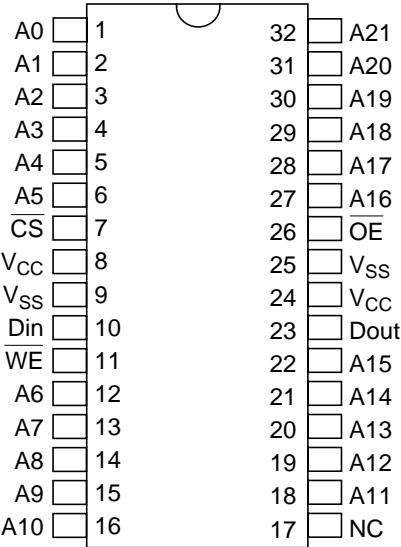 A0 1 32 A21
A1 2 31 A20
A2 3 30 A19
A3 4 29 A18
A4 5 28 A17
A5 6 27 A16
C̅S̅ 7 26 O̅E̅
VCC 8 25 VSS
VSS 9 24 VCC
Din 10 23 Dout
W̅E̅ 11 22 A15
A6 12 21 A14
A7 13 20 A13
A8 14 19 A12
A9 15 18 A11
A10 16 17 NC